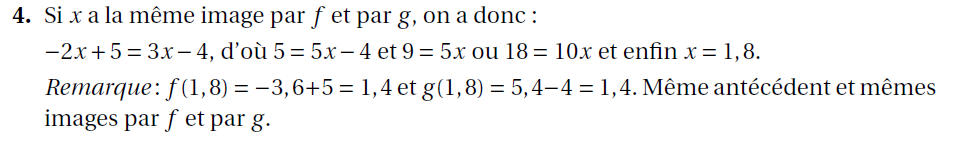 4. Si x a la même image par f et par g, on a donc :
−2x + 5 = 3x − 4, d’où 5 = 5x − 4 et 9 = 5x ou 18 = 10x et enfin x = 1,8.
Remarque : f(1,8) = −3,6+5 = 1,4 et g(1,8) = 5,4−4 = 1,4. Même antécédent et mêmes
images par f et par g.